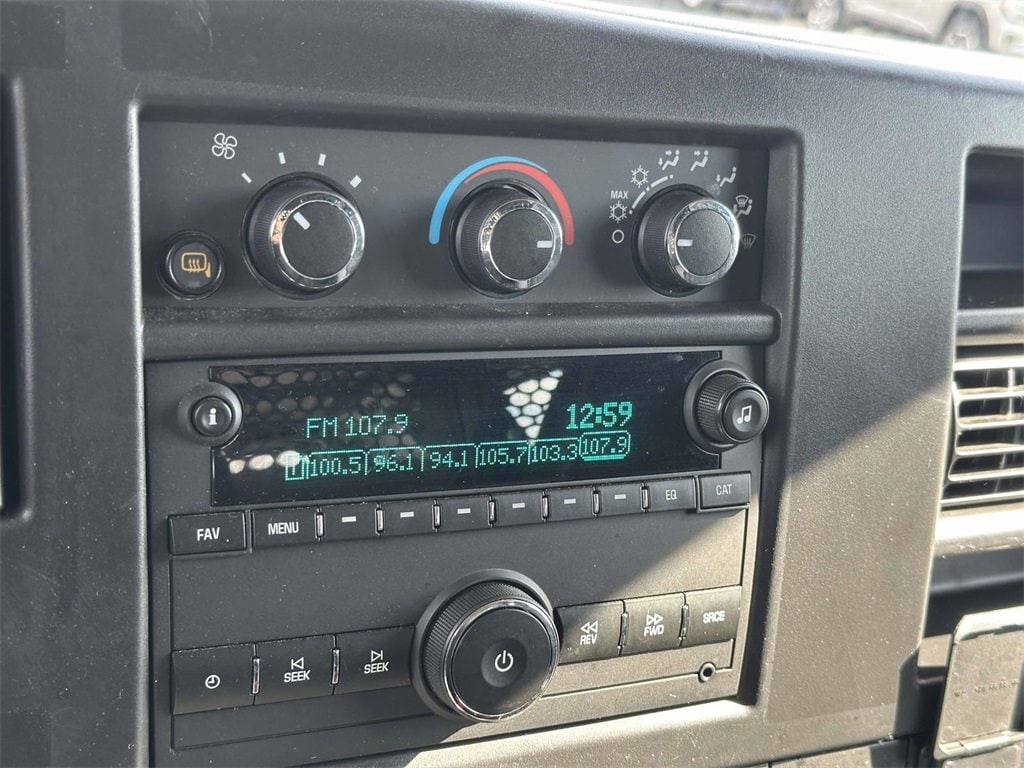 MAX
i
FM 107.9 12:59
1 100.5 96.1 94.1 105.7 103.3 107.9
FAV MENU EQ CAT
SEEK SEEK REV FWD SRCE